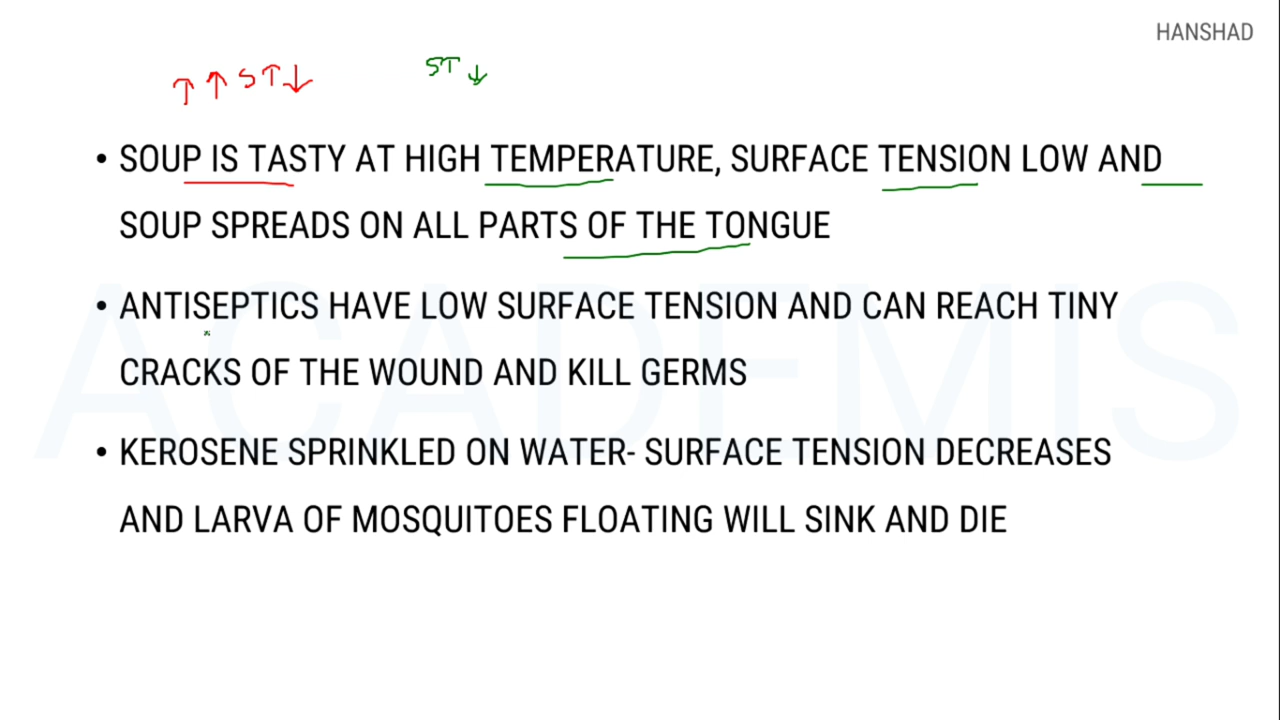 HANSHAD
↑ ↑ ST↓ ST↓
• SOUP IS TASTY AT HIGH TEMPERATURE, SURFACE TENSION LOW AND
SOUP SPREADS ON ALL PARTS OF THE TONGUE
• ANTISEPTICS HAVE LOW SURFACE TENSION AND CAN REACH TINY
CRACKS OF THE WOUND AND KILL GERMS
• KEROSENE SPRINKLED ON WATER- SURFACE TENSION DECREASES
AND LARVA OF MOSQUITOES FLOATING WILL SINK AND DIE
ACADEMIS